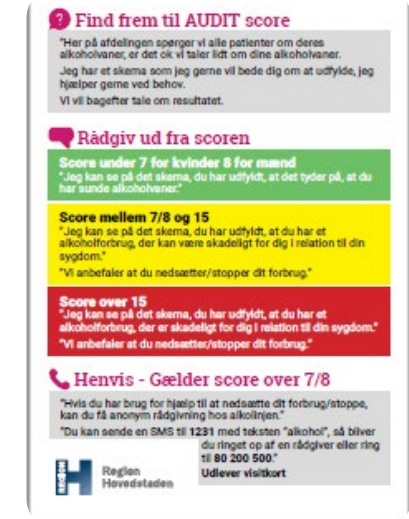 Find frem til AUDIT score
"Her på afdelingen spørger vi alle patienter om deres
alkoholvaner, er det ok vi taler lidt om dine alkoholvaner.
Jeg har et skema som jeg gerne vil bede dig om at udfylde, jeg
hjælper gerne ved behov.
Vi vil bagefter tale om resultatet.
Rådgiv ud fra scoren
Score under 7 for kvinder 8 for mænd
"Jeg kan se på det skema, du har udfyldt, at det tyder på, at du
har sunde alkoholvaner."
Score mellem 7/8 og 15
"Jeg kan se på det skema, du har udfyldt, at du har et
alkoholforbrug, der kan være skadeligt for dig i relation til din
sygdom."
"Vi anbefaler at du nedsætter/stopper dit forbrug."
Score over 15
"Jeg kan se på det skema, du har udfyldt, at du har et
alkoholforbrug, der er skadeligt for dig i relation til din sygdom."
"Vi anbefaler at du nedsætter/stopper dit forbrug."
Henvis - Gælder score over 7/8
"Hvis du har brug for hjælp til at nedsætte dit forbrug/stoppe,
kan du få anonym rådgivning hos alkolinjen."
"Du kan sende en SMS til 1231 med teksten "alkohol", så bliver
du ringet op af en rådgiver eller ring
til 80 200 500."
Udlever visitkort
REGION
H
Region
Hovedstaden